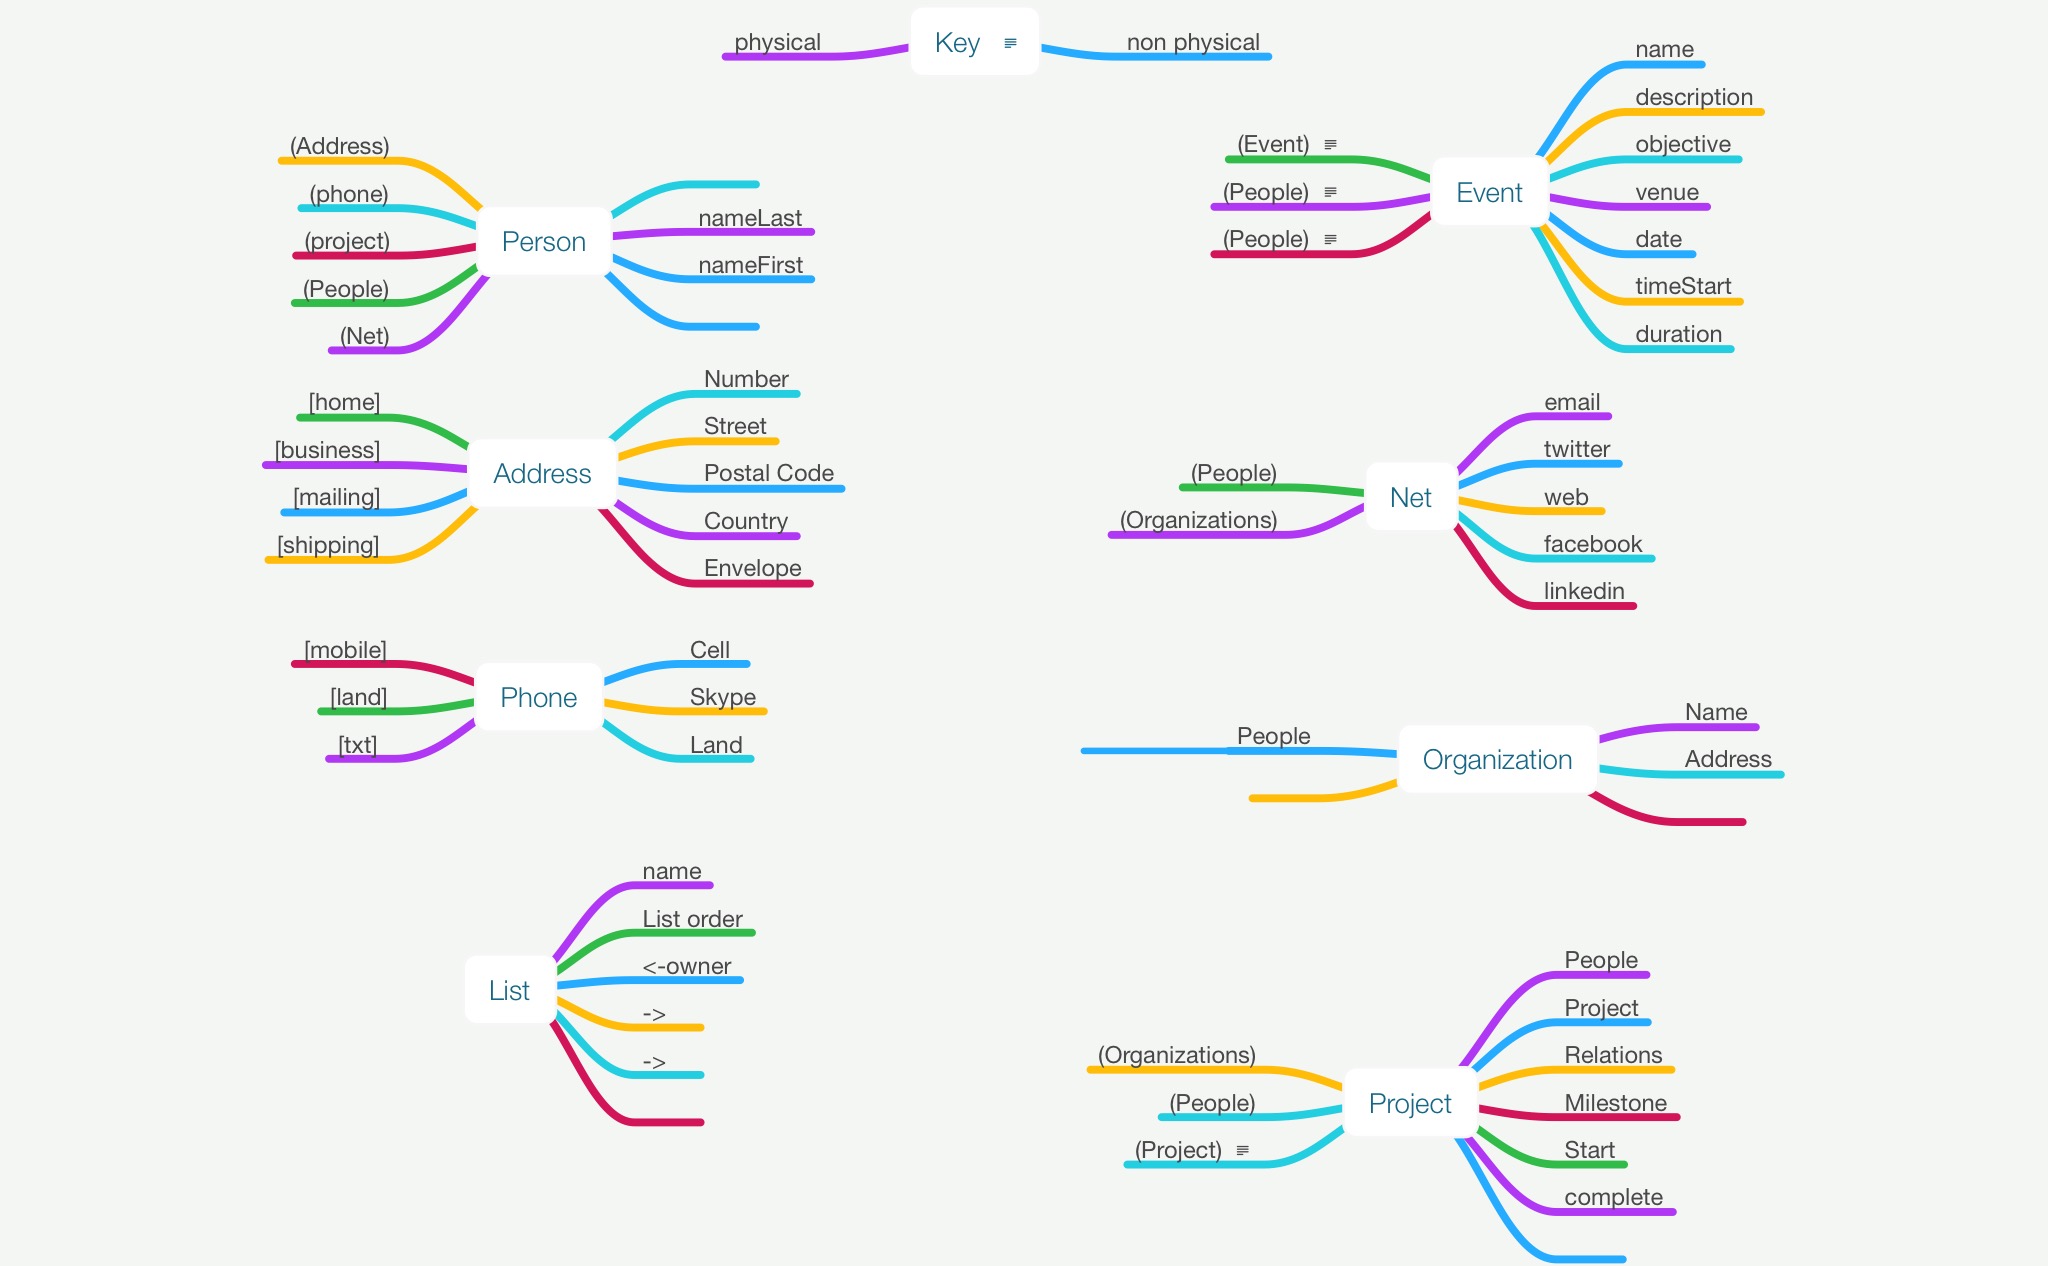 physical
Key
non physical
(Address)
(phone)
(project)
(People)
(Net)
Person
nameLast
nameFirst
(Event)
(People)
(People)
Event
name
description
objective
venue
date
timeStart
duration
[home]
[business]
[mailing]
[shipping]
Address
Number
Street
Postal Code
Country
Envelope
(People)
(Organizations)
Net
email
twitter
web
facebook
linkedin
[mobile]
[land]
[txt]
Phone
Cell
Skype
Land
People
Organization
Name
Address
List
name
List order
<-owner
->
->
(Organizations)
(People)
(Project)
Project
People
Project
Relations
Milestone
Start
complete